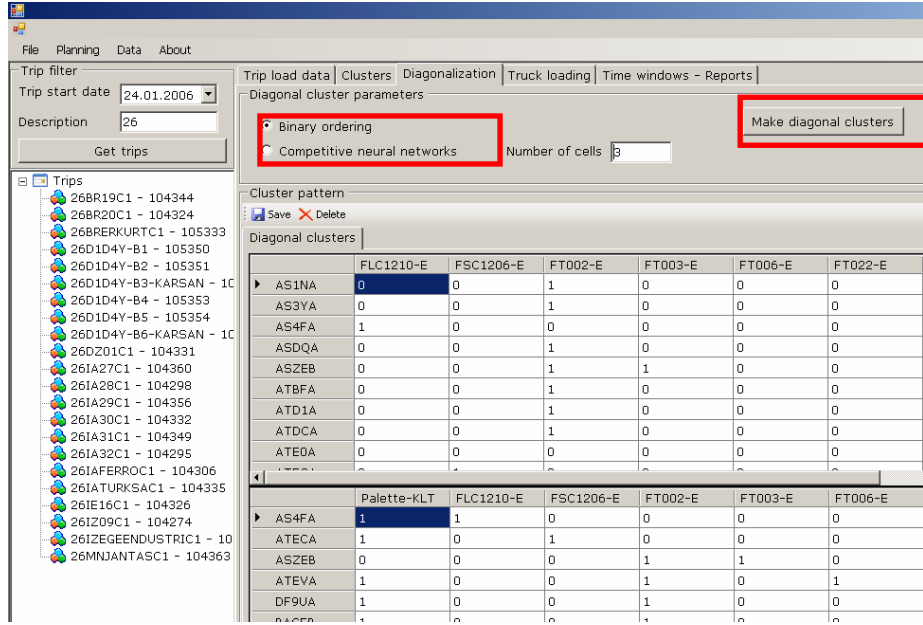 File Planning Data About
Trip filter
Trip start date 24.01.2006
Description 26
Get trips
Trips
26BR19C1 - 104344
26BR20C1 - 104324
26BRERKURTC1 - 105333
26D1D4Y-B1 - 105350
26D1D4Y-B2 - 105351
26D1D4Y-B3-KARSAN - 10
26D1D4Y-B4 - 105353
26D1D4Y-B5 - 105354
26D1D4Y-B6-KARSAN - 10
26DZ01C1 - 104331
26IA27C1 - 104360
26IA28C1 - 104298
26IA29C1 - 104356
26IA30C1 - 104332
26IA31C1 - 104349
26IA32C1 - 104295
26IAFERROC1 - 104306
26IATURKSAC1 - 104335
26IE16C1 - 104326
26IZ09C1 - 104274
26IZEGEENDUSTRIC1 - 10
26MNJANTASC1 - 104363
Trip load data Clusters Diagonalization Truck loading Time windows - Reports
Diagonal cluster parameters
Binary ordering
Competitive neural networks Number of cells 3
Make diagonal clusters
Cluster pattern
Save Delete
Diagonal clusters
FLC1210-E FSC1206-E FT002-E FT003-E FT006-E FT022-E
AS1NA 0 0 1 0 0 0
AS3YA 0 0 1 0 0 0
AS4FA 1 0 0 0 0 0
ASDQA 0 0 1 0 0 0
ASZEB 0 0 1 1 0 0
ATBFA 0 0 1 0 0 0
ATD1A 0 0 1 0 0 0
ATDCA 0 0 1 0 0 0
ATE0A 0 0 1 0 0 0
Palette-KLT FLC1210-E FSC1206-E FT002-E FT003-E FT006-E
AS4FA 1 1 0 0 0 0
ATECA 1 0 1 0 0 0
ASZEB 0 0 0 1 1 0
ATEVA 1 0 0 1 0 1
DF9UA 1 0 0 1 0 0